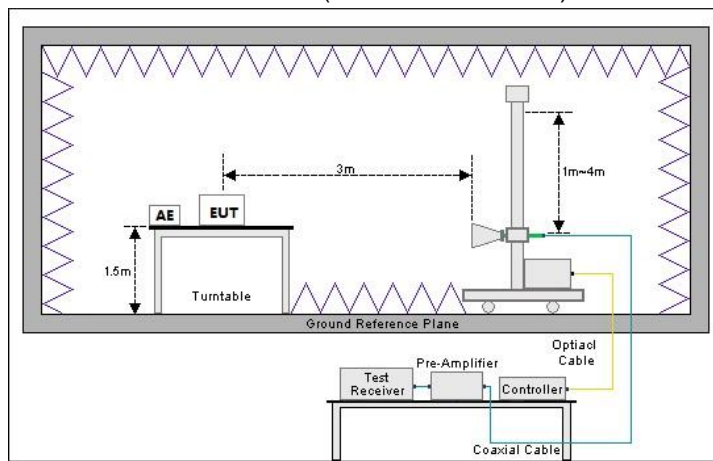 3m
1m~4m
AE
EUT
1.5m
Turntable
Ground Reference Plane
Optiacl
Cable
Pre-Amplifier
Test
Receiver
Controller
Coaxial Cable